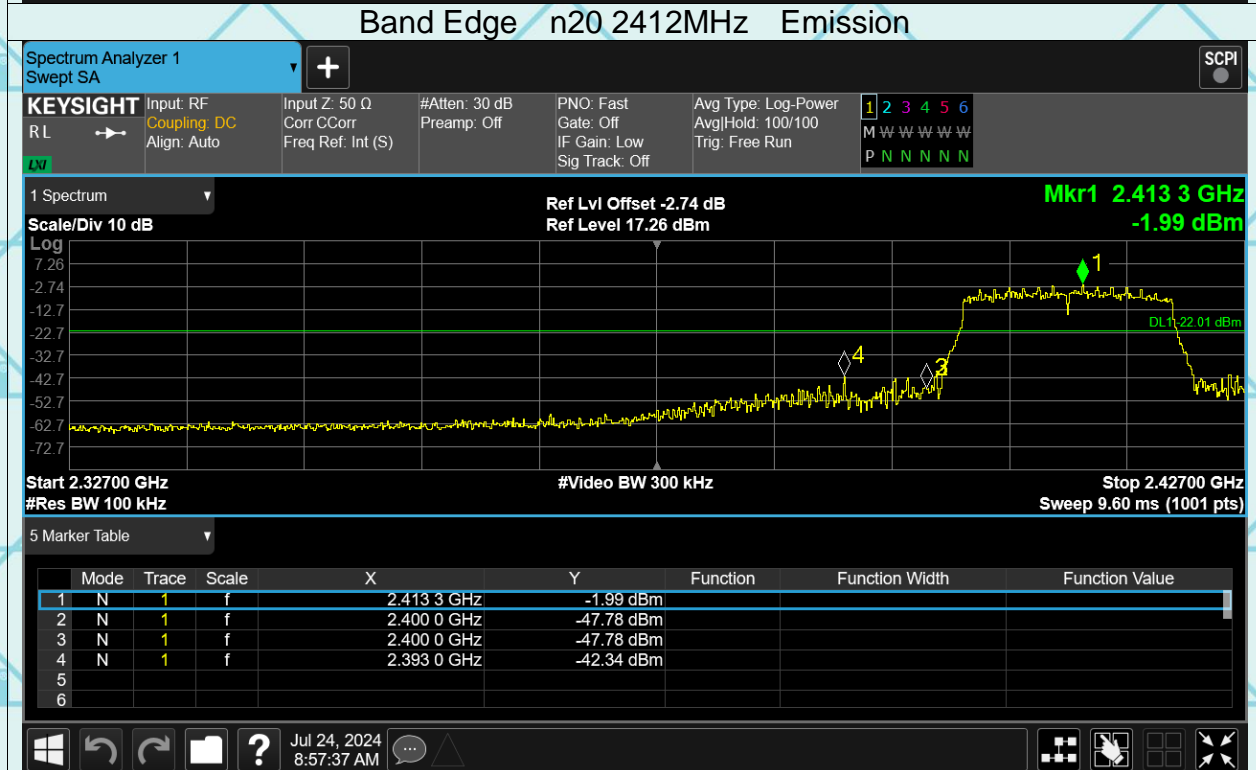 Band Edge n20 2412MHz Emission
Spectrum Analyzer 1
Swept SA
+
SCPI
KEYSIGHT Input: RF Input Z: 50 Ω #Atten: 30 dB PNO: Fast Avg Type: Log-Power 1 2 3 4 5 6
R L Coupling: DC Corr CCorr Preamp: Off Gate: Off Avg|Hold: 100/100 M W W W W W
Align: Auto Freq Ref: Int (S) IF Gain: Low Trig: Free Run P N N N N N
LXI Sig Track: Off
1 Spectrum Ref Lvl Offset -2.74 dB Mkr1 2.413 3 GHz
Scale/Div 10 dB Ref Level 17.26 dBm -1.99 dBm
Log
7.26
1
-2.74
-12.7
DL1 -22.01 dBm
-22.7
-32.7
4
3
-42.7
-52.7
-62.7
-72.7
Start 2.32700 GHz #Video BW 300 kHz Stop 2.42700 GHz
#Res BW 100 kHz Sweep 9.60 ms (1001 pts)
5 Marker Table
Mode Trace Scale X Y Function Function Width Function Value
1 N 1 f 2.413 3 GHz -1.99 dBm
2 N 1 f 2.400 0 GHz -47.78 dBm
3 N 1 f 2.400 0 GHz -47.78 dBm
4 N 1 f 2.393 0 GHz -42.34 dBm
5
6
? Jul 24, 2024
8:57:37 AM